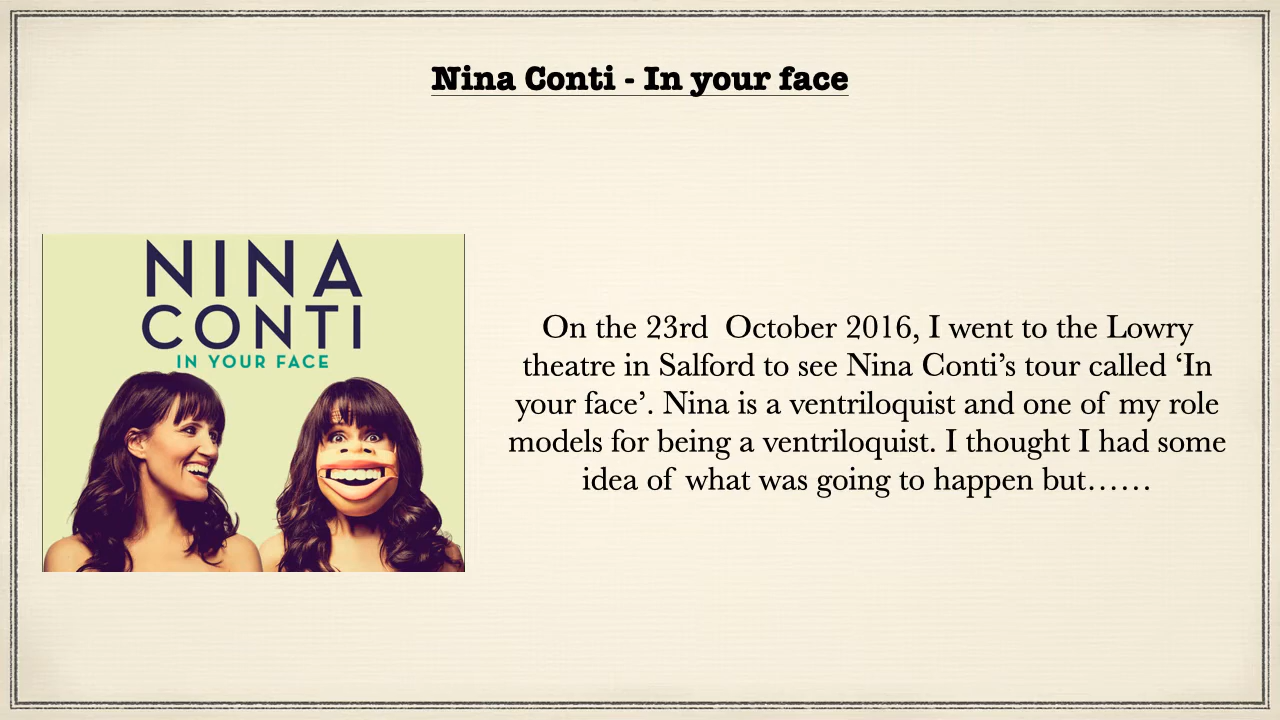 Nina Conti - In your face
NINA
CONTI
IN YOUR FACE
On the 23rd  October 2016, I went to the Lowry
theatre in Salford to see Nina Conti’s tour called ‘In
your face’. Nina is a ventriloquist and one of my role
models for being a ventriloquist. I thought I had some
idea of what was going to happen but……